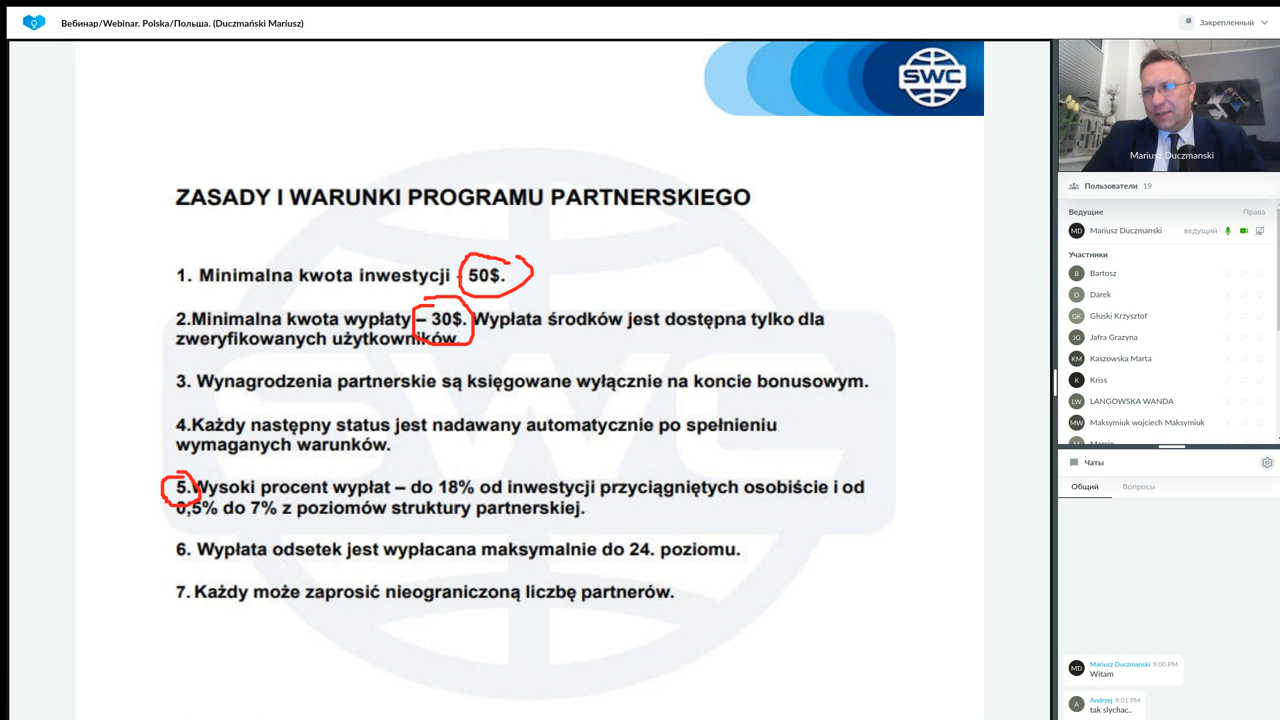 Вебинар/Webinar. Polska/Польша. (Duczmański Mariusz)
Закрепленный
SWC
ZASADY I WARUNKI PROGRAMU PARTNERSKIEGO
1. Minimalna kwota inwestycji - 50$.
2.Minimalna kwota wypłaty – 30$. Wypłata środków jest dostępna tylko dla
zweryfikowanych użytkowników.
3. Wynagrodzenia partnerskie są księgowane wyłącznie na koncie bonusowym.
4.Każdy następny status jest nadawany automatycznie po spełnieniu
wymaganych warunków.
5.Wysoki procent wypłat – do 18% od inwestycji przyciągniętych osobiście i od
0,5% do 7% z poziomów struktury partnerskiej.
6. Wypłata odsetek jest wypłacana maksymalnie do 24. poziomu.
7. Każdy może zaprosić nieograniczoną liczbę partnerów.
SWC
Mariusz Duczmanski
Пользователи 19
Ведущие Права
MD Mariusz Duczmanski ведущий
Участники
B Bartosz
D Darek
GK Głuski Krzysztof
JG Jafra Grazyna
KM Kaszowska Marta
K Kriss
LW LANGOWSKA WANDA
MW Maksymiuk wojciech Maksymiuk
Чаты
Общий Вопросы
MD Mariusz Duczmanski 9:00 PM
Witam
A Andrzej 9:01 PM
tak slychac..